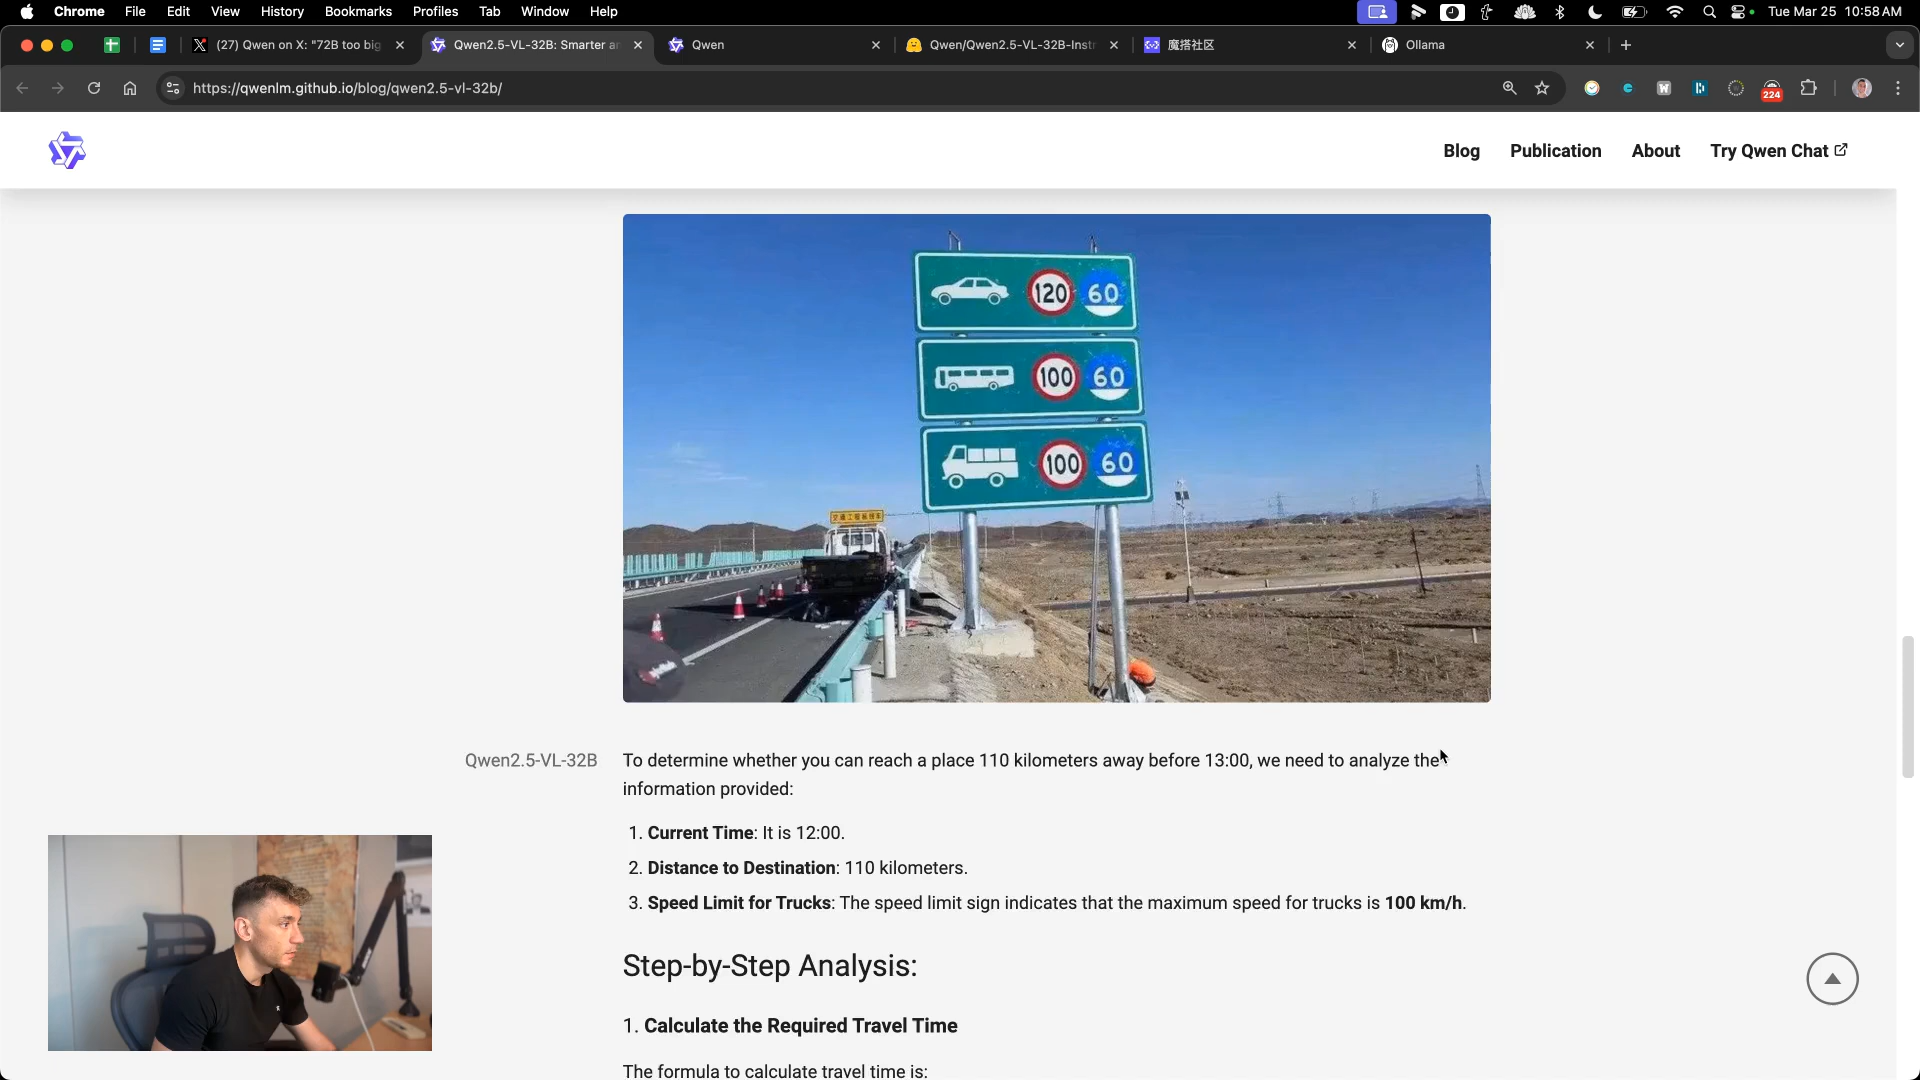 Chrome File Edit View History Bookmarks Profiles Tab Window Help
Tue Mar 25 10:58 AM
(27) Qwen on X: "72B too big
Qwen2.5-VL-32B: Smarter an
Qwen
Qwen/Qwen2.5-VL-32B-Instr
魔搭社区
Ollama
https://qwenlm.github.io/blog/qwen2.5-vl-32b/
224
Blog Publication About Try Qwen Chat
120 60
100 60
100 60
Qwen2.5-VL-32B
To determine whether you can reach a place 110 kilometers away before 13:00, we need to analyze the
information provided:
1. Current Time: It is 12:00.
2. Distance to Destination: 110 kilometers.
3. Speed Limit for Trucks: The speed limit sign indicates that the maximum speed for trucks is 100 km/h.
Step-by-Step Analysis:
1. Calculate the Required Travel Time
The formula to calculate travel time is: